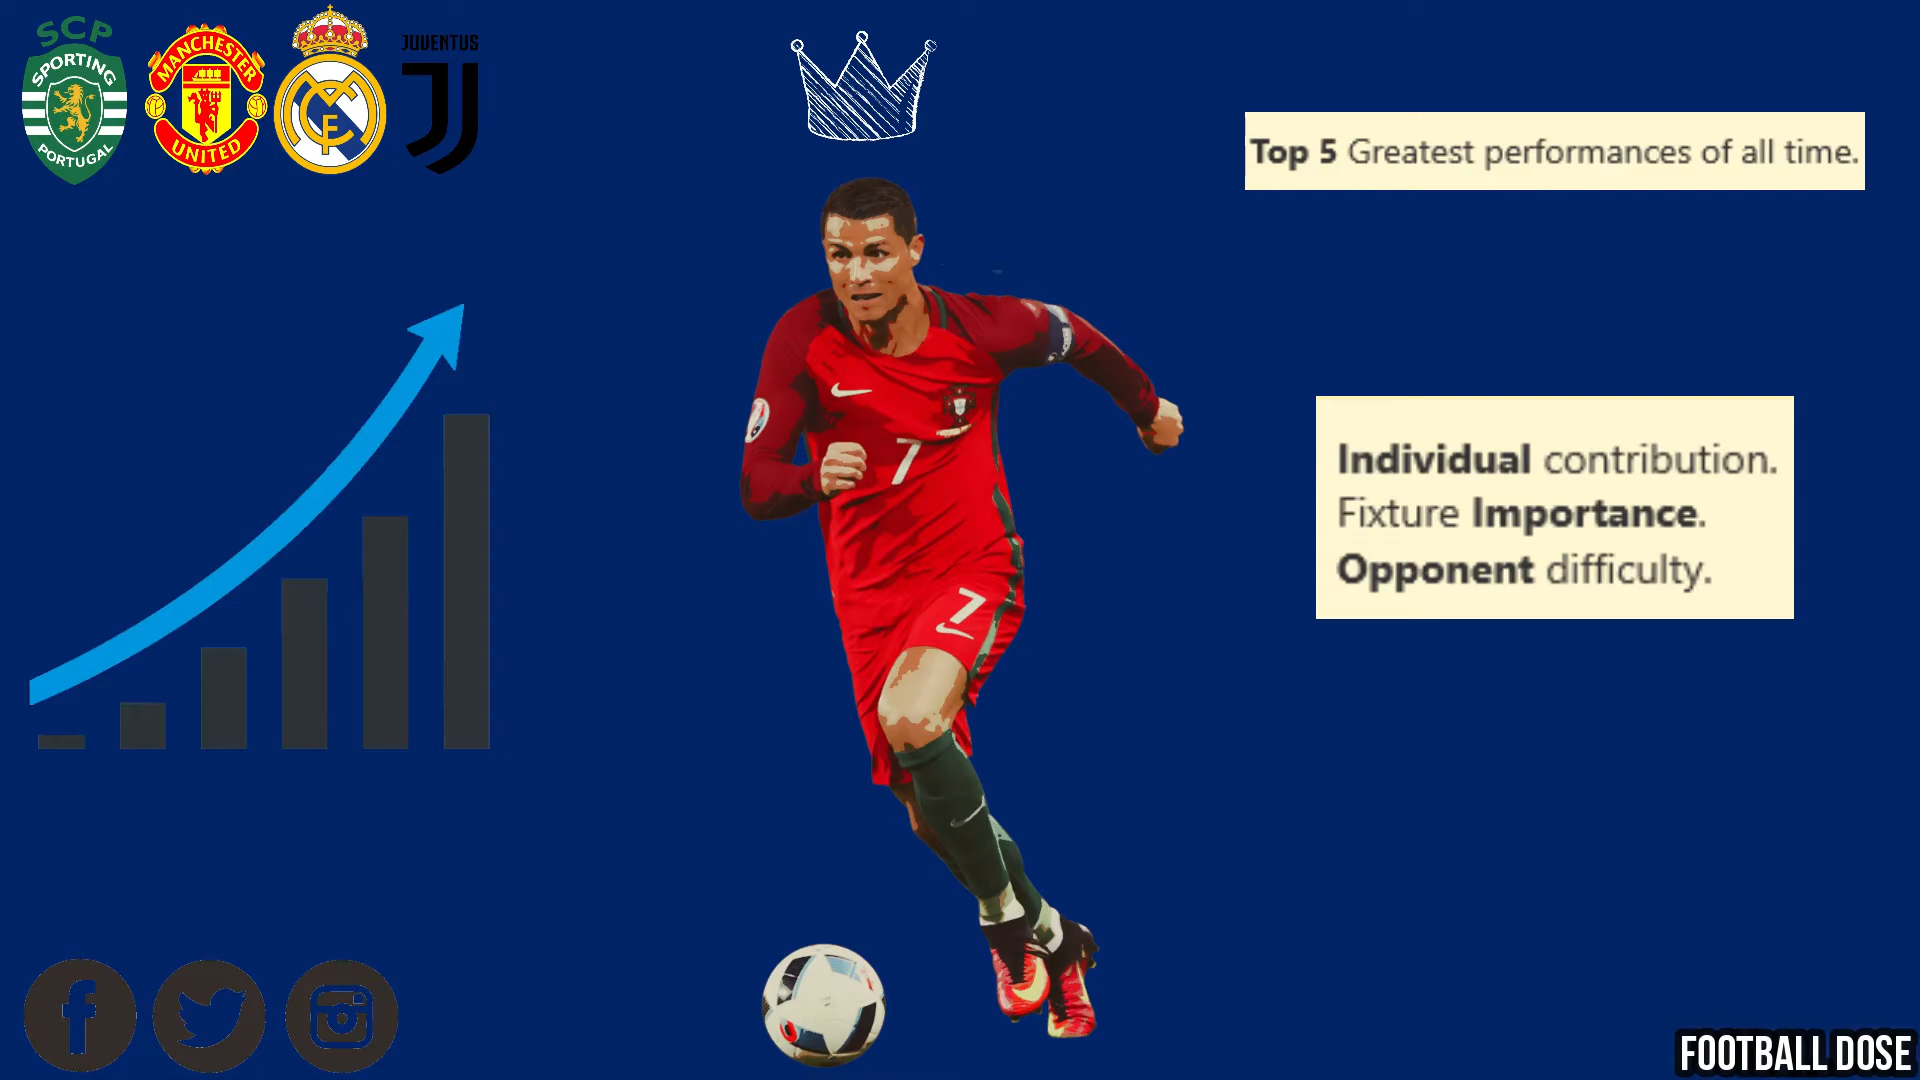 SCP
SPORTING
PORTUGAL
MANCHESTER
UNITED
JUVENTUS
Top 5 Greatest performances of all time.
7
7
Individual contribution.
Fixture Importance.
Opponent difficulty.
FOOTBALL DOSE